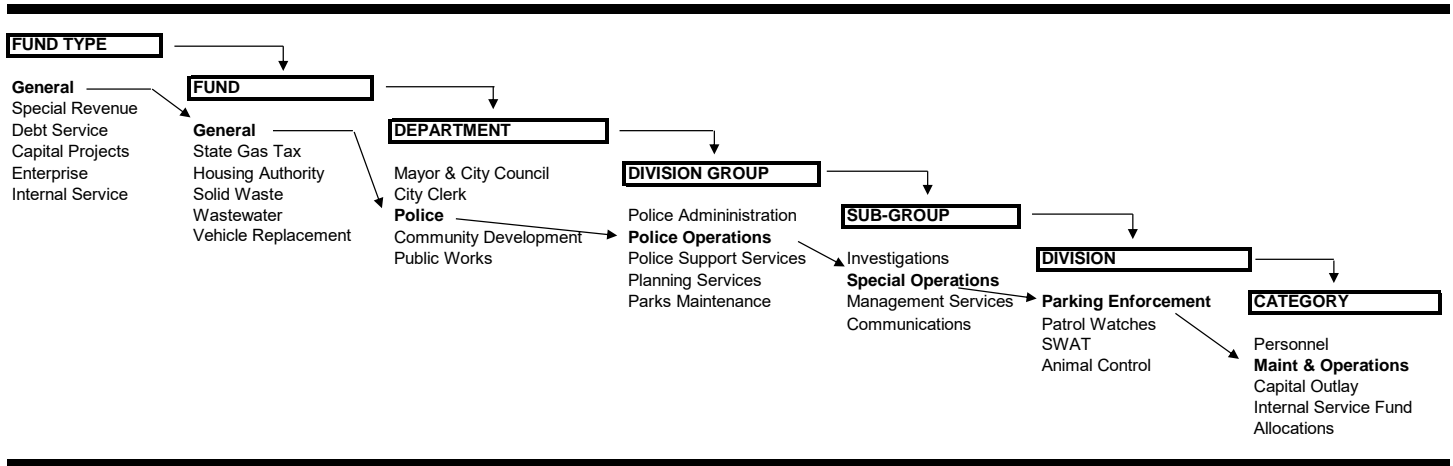 FUND TYPE
General
Special Revenue
Debt Service
Capital Projects
Enterprise
Internal Service
FUND
General
State Gas Tax
Housing Authority
Solid Waste
Wastewater
Vehicle Replacement
DEPARTMENT
Mayor & City Council
City Clerk
Police
Community Development
Public Works
DIVISION GROUP
Police Admininistration
Police Operations
Police Support Services
Planning Services
Parks Maintenance
SUB-GROUP
Investigations
Special Operations
Management Services
Communications
DIVISION
Parking Enforcement
Patrol Watches
SWAT
Animal Control
CATEGORY
Personnel
Maint & Operations
Capital Outlay
Internal Service Fund
Allocations